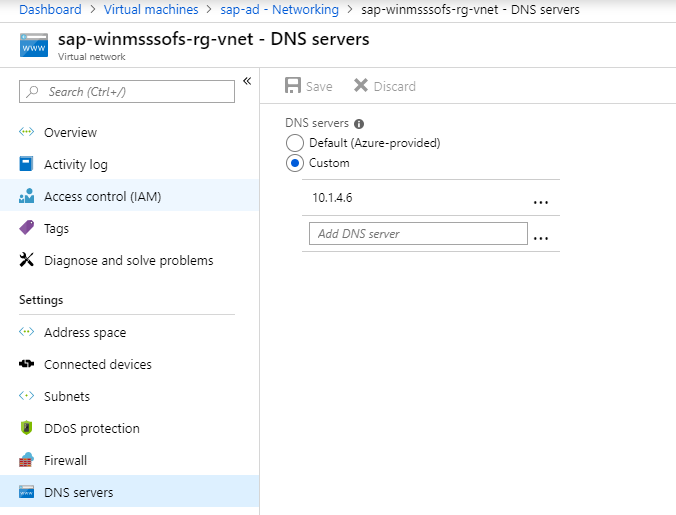 Dashboard > Virtual machines > sap-ad - Networking > sap-winmsssofs-rg-vnet - DNS servers
sap-winmsssofs-rg-vnet - DNS servers
Virtual network
Search (Ctrl+/)
Overview
Activity log
Access control (IAM)
Tags
Diagnose and solve problems
Settings
Address space
Connected devices
Subnets
DDoS protection
Firewall
DNS servers
Save Discard
DNS servers
Default (Azure-provided)
Custom
10.1.4.6
Add DNS server